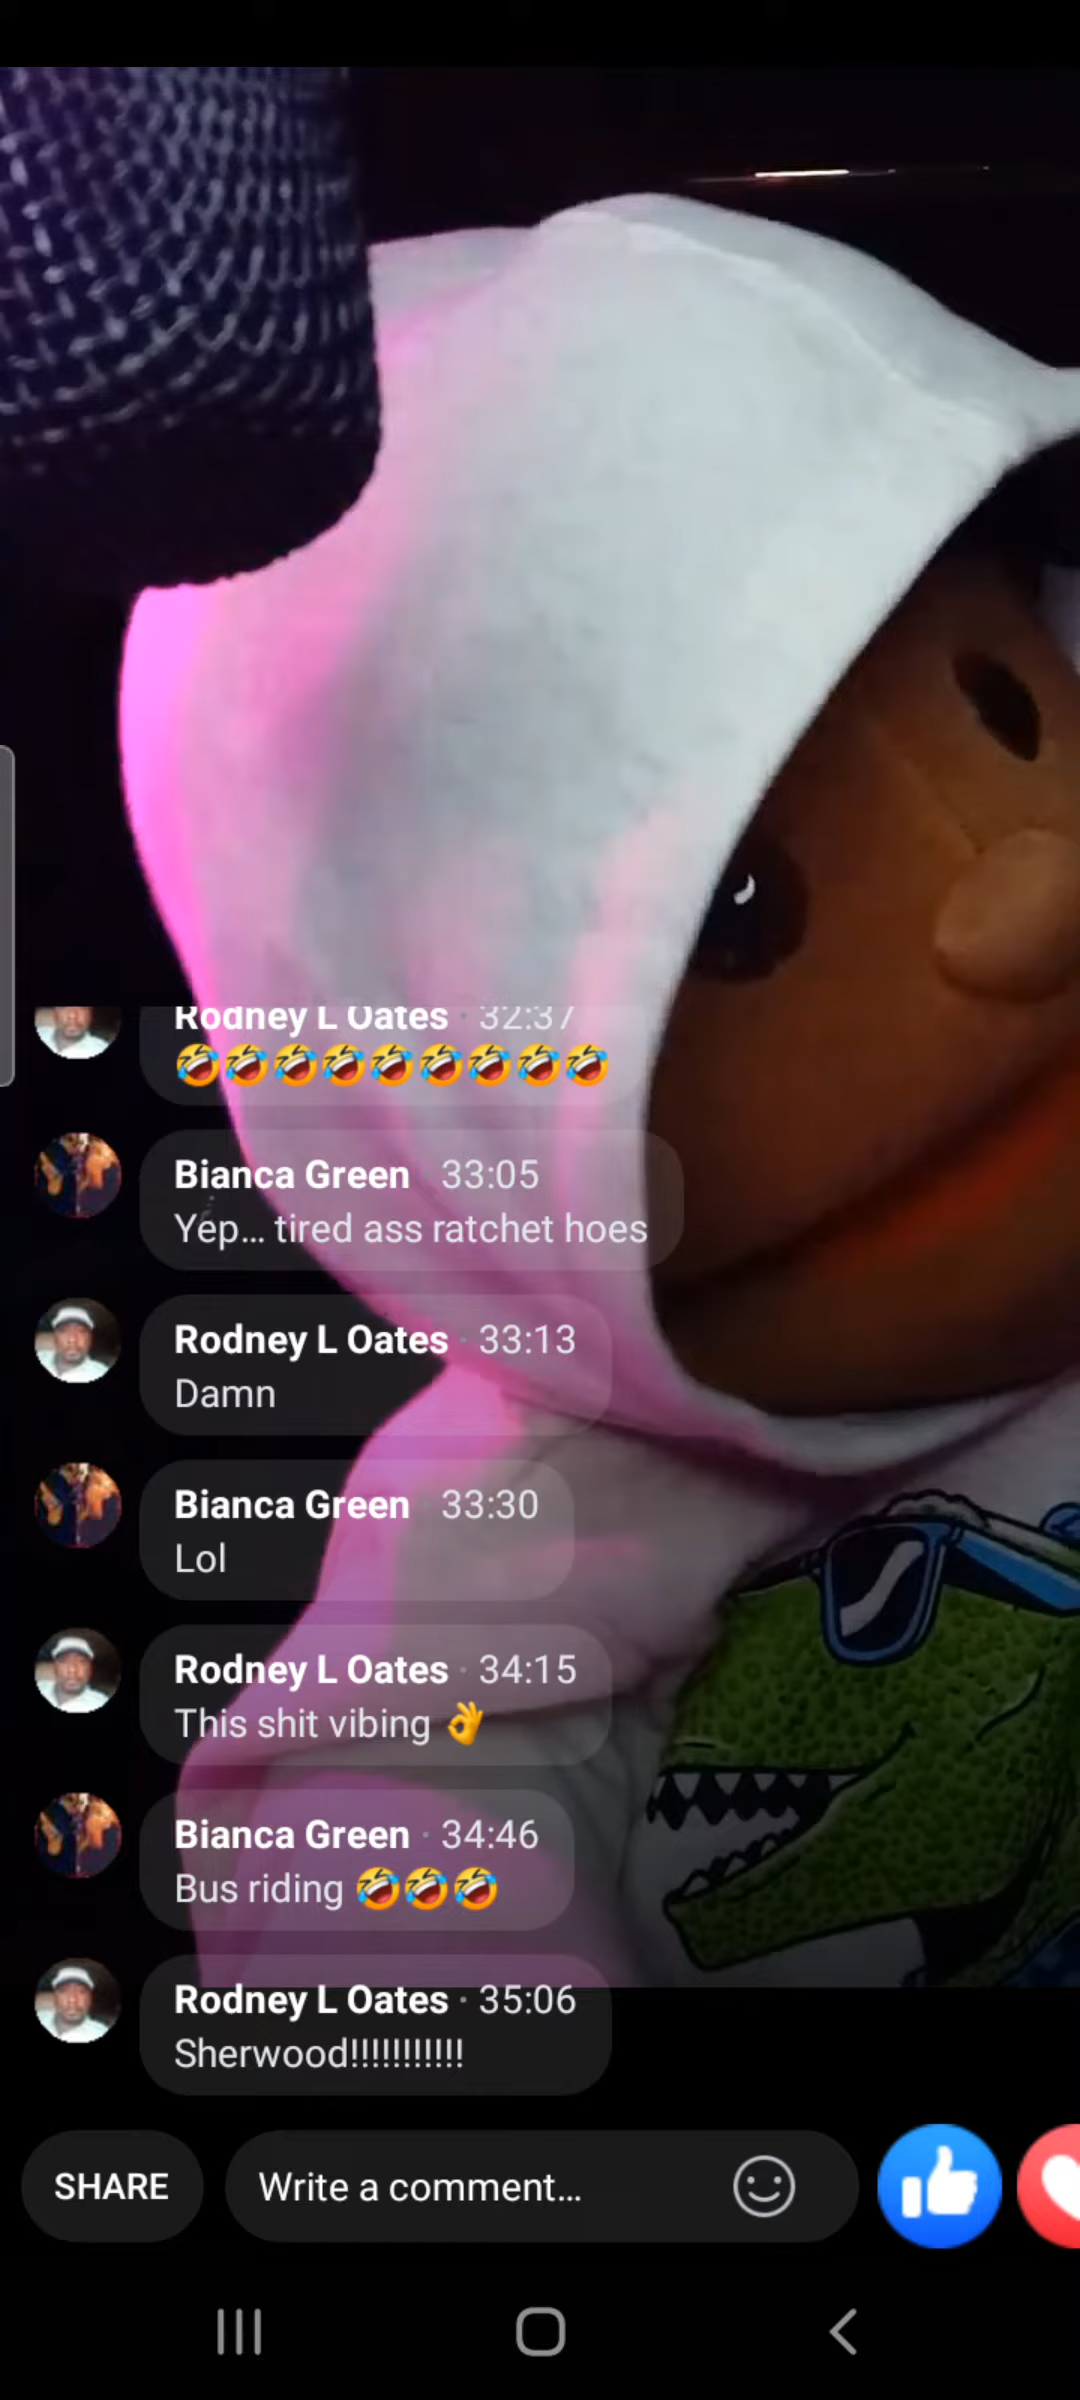 Rodney L Oates · 32:37
🤣🤣🤣🤣🤣🤣🤣🤣🤣
Bianca Green · 33:05
Yep... tired ass ratchet hoes
Rodney L Oates · 33:13
Damn
Bianca Green · 33:30
Lol
Rodney L Oates · 34:15
This shit vibing 👌
Bianca Green · 34:46
Bus riding 🤣🤣🤣
Rodney L Oates · 35:06
Sherwood!!!!!!!!!!!
SHARE
Write a comment...